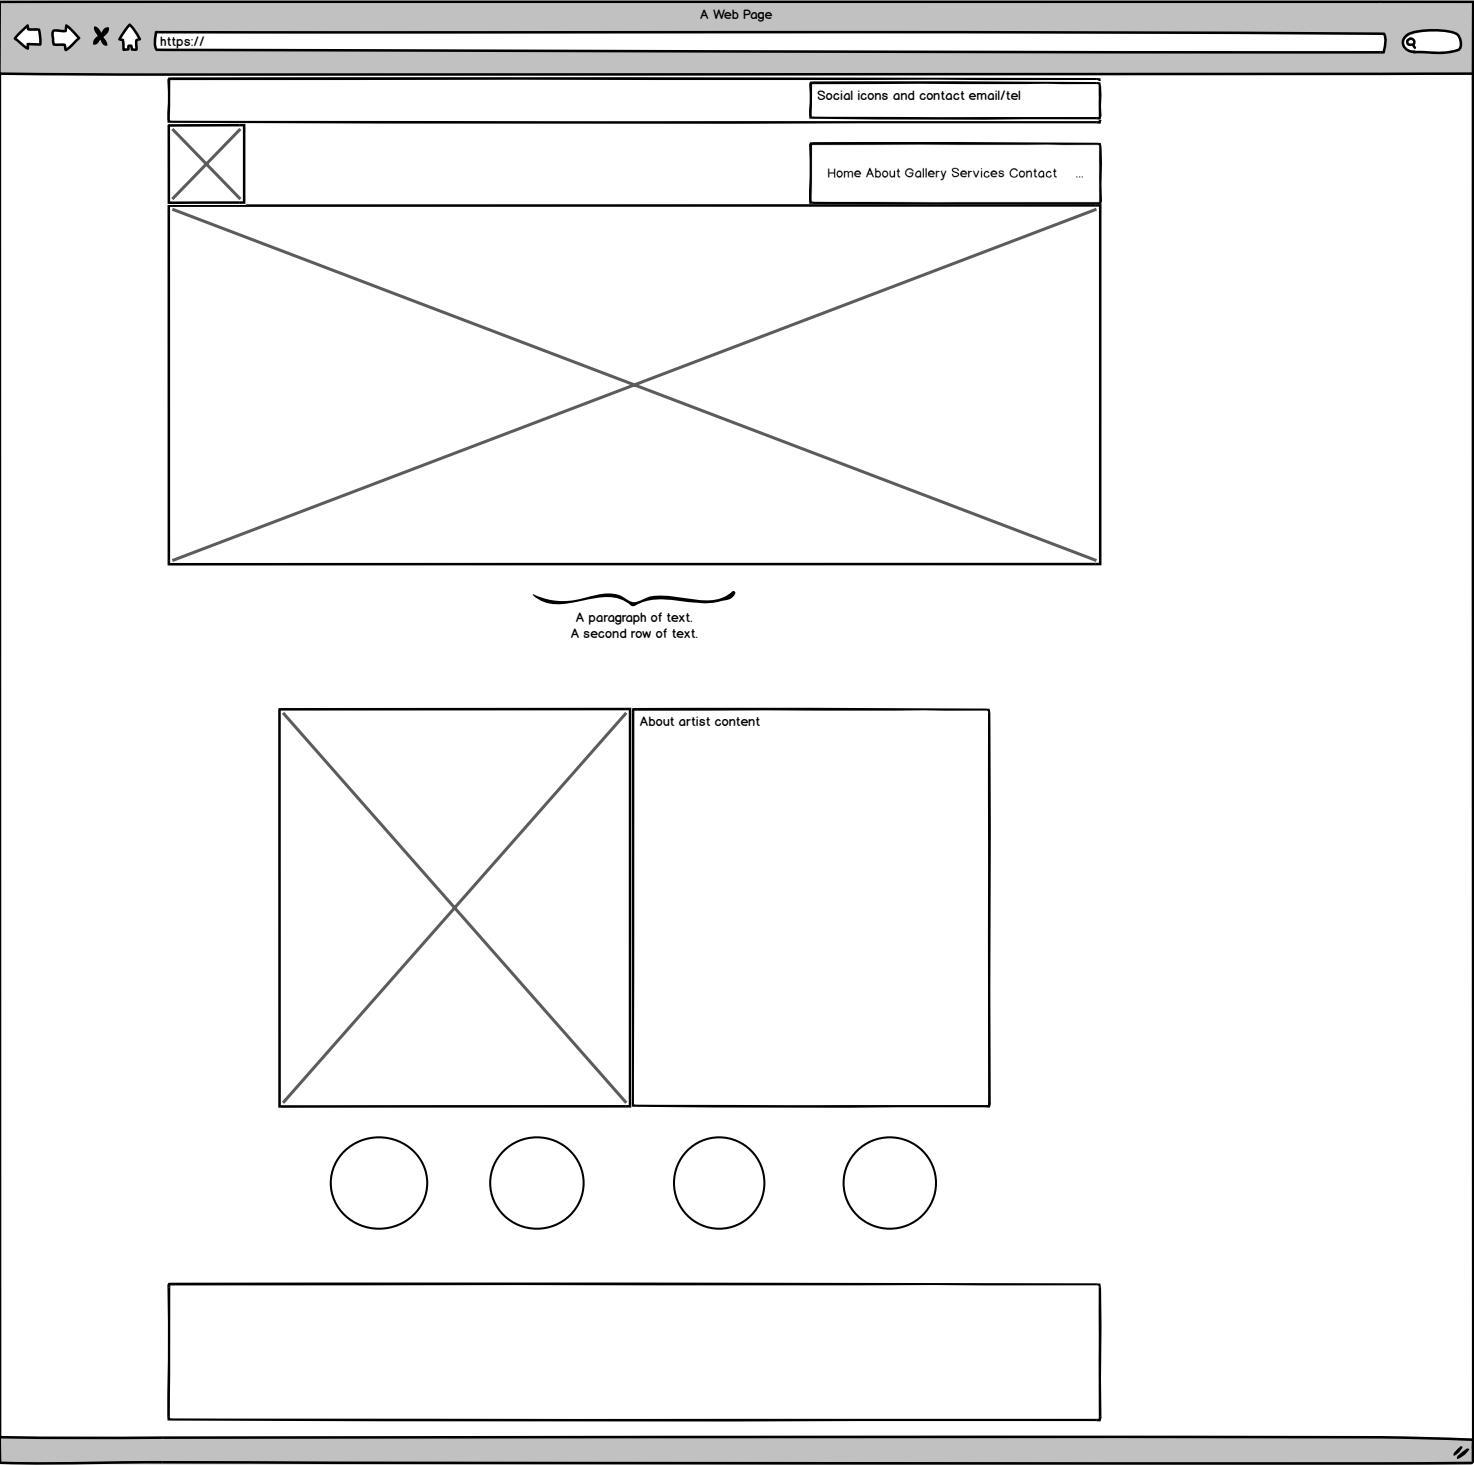 A Web Page
https://
Social icons and contact email/tel
Home About Gallery Services Contact ...
A paragraph of text.
A second row of text.
About artist content